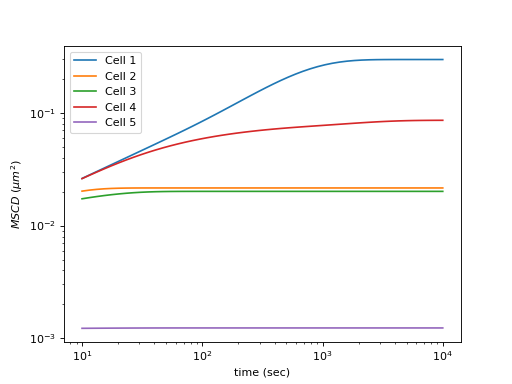 Cell 1
Cell 2
Cell 3
Cell 4
Cell 5
10⁻¹
10⁻²
10⁻³
MSCD (μm²)
10¹ 10² 10³ 10⁴
time (sec)